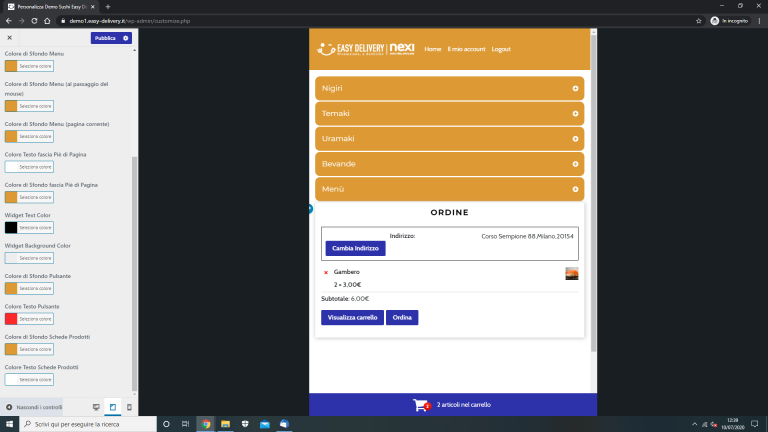 Personalizza Demo Sushi Easy D
demo1.easy-delivery.it/wp-admin/customize.php
In incognito
Pubblica
Colore di Sfondo Menu
Seleziona colore
Colore di Sfondo Menu (al passaggio del
mouse)
Seleziona colore
Colore di Sfondo Menu (pagina corrente)
Seleziona colore
Colore Testo fascia Piè di Pagina
Seleziona colore
Colore di Sfondo fascia Piè di Pagina
Seleziona colore
Widget Text Color
Seleziona colore
Widget Background Color
Seleziona colore
Colore di Sfondo Pulsante
Seleziona colore
Colore Testo Pulsante
Seleziona colore
Colore di Sfondo Schede Prodotti
Seleziona colore
Colore Testo Schede Prodotti
Seleziona colore
Nascondi i controlli
EASY DELIVERY nexi
Home Il mio account Logout
Nigiri
Temaki
Uramaki
Bevande
Menù
ORDINE
Indirizzo: Corso Sempione 88,Milano,20154
Cambia Indirizzo
× Gambero
2 × 3,00€
Subtotale: 6,00€
Visualizza carrello Ordina
2 2 articoli nel carrello
Scrivi qui per eseguire la ricerca
12:39
10/07/2020